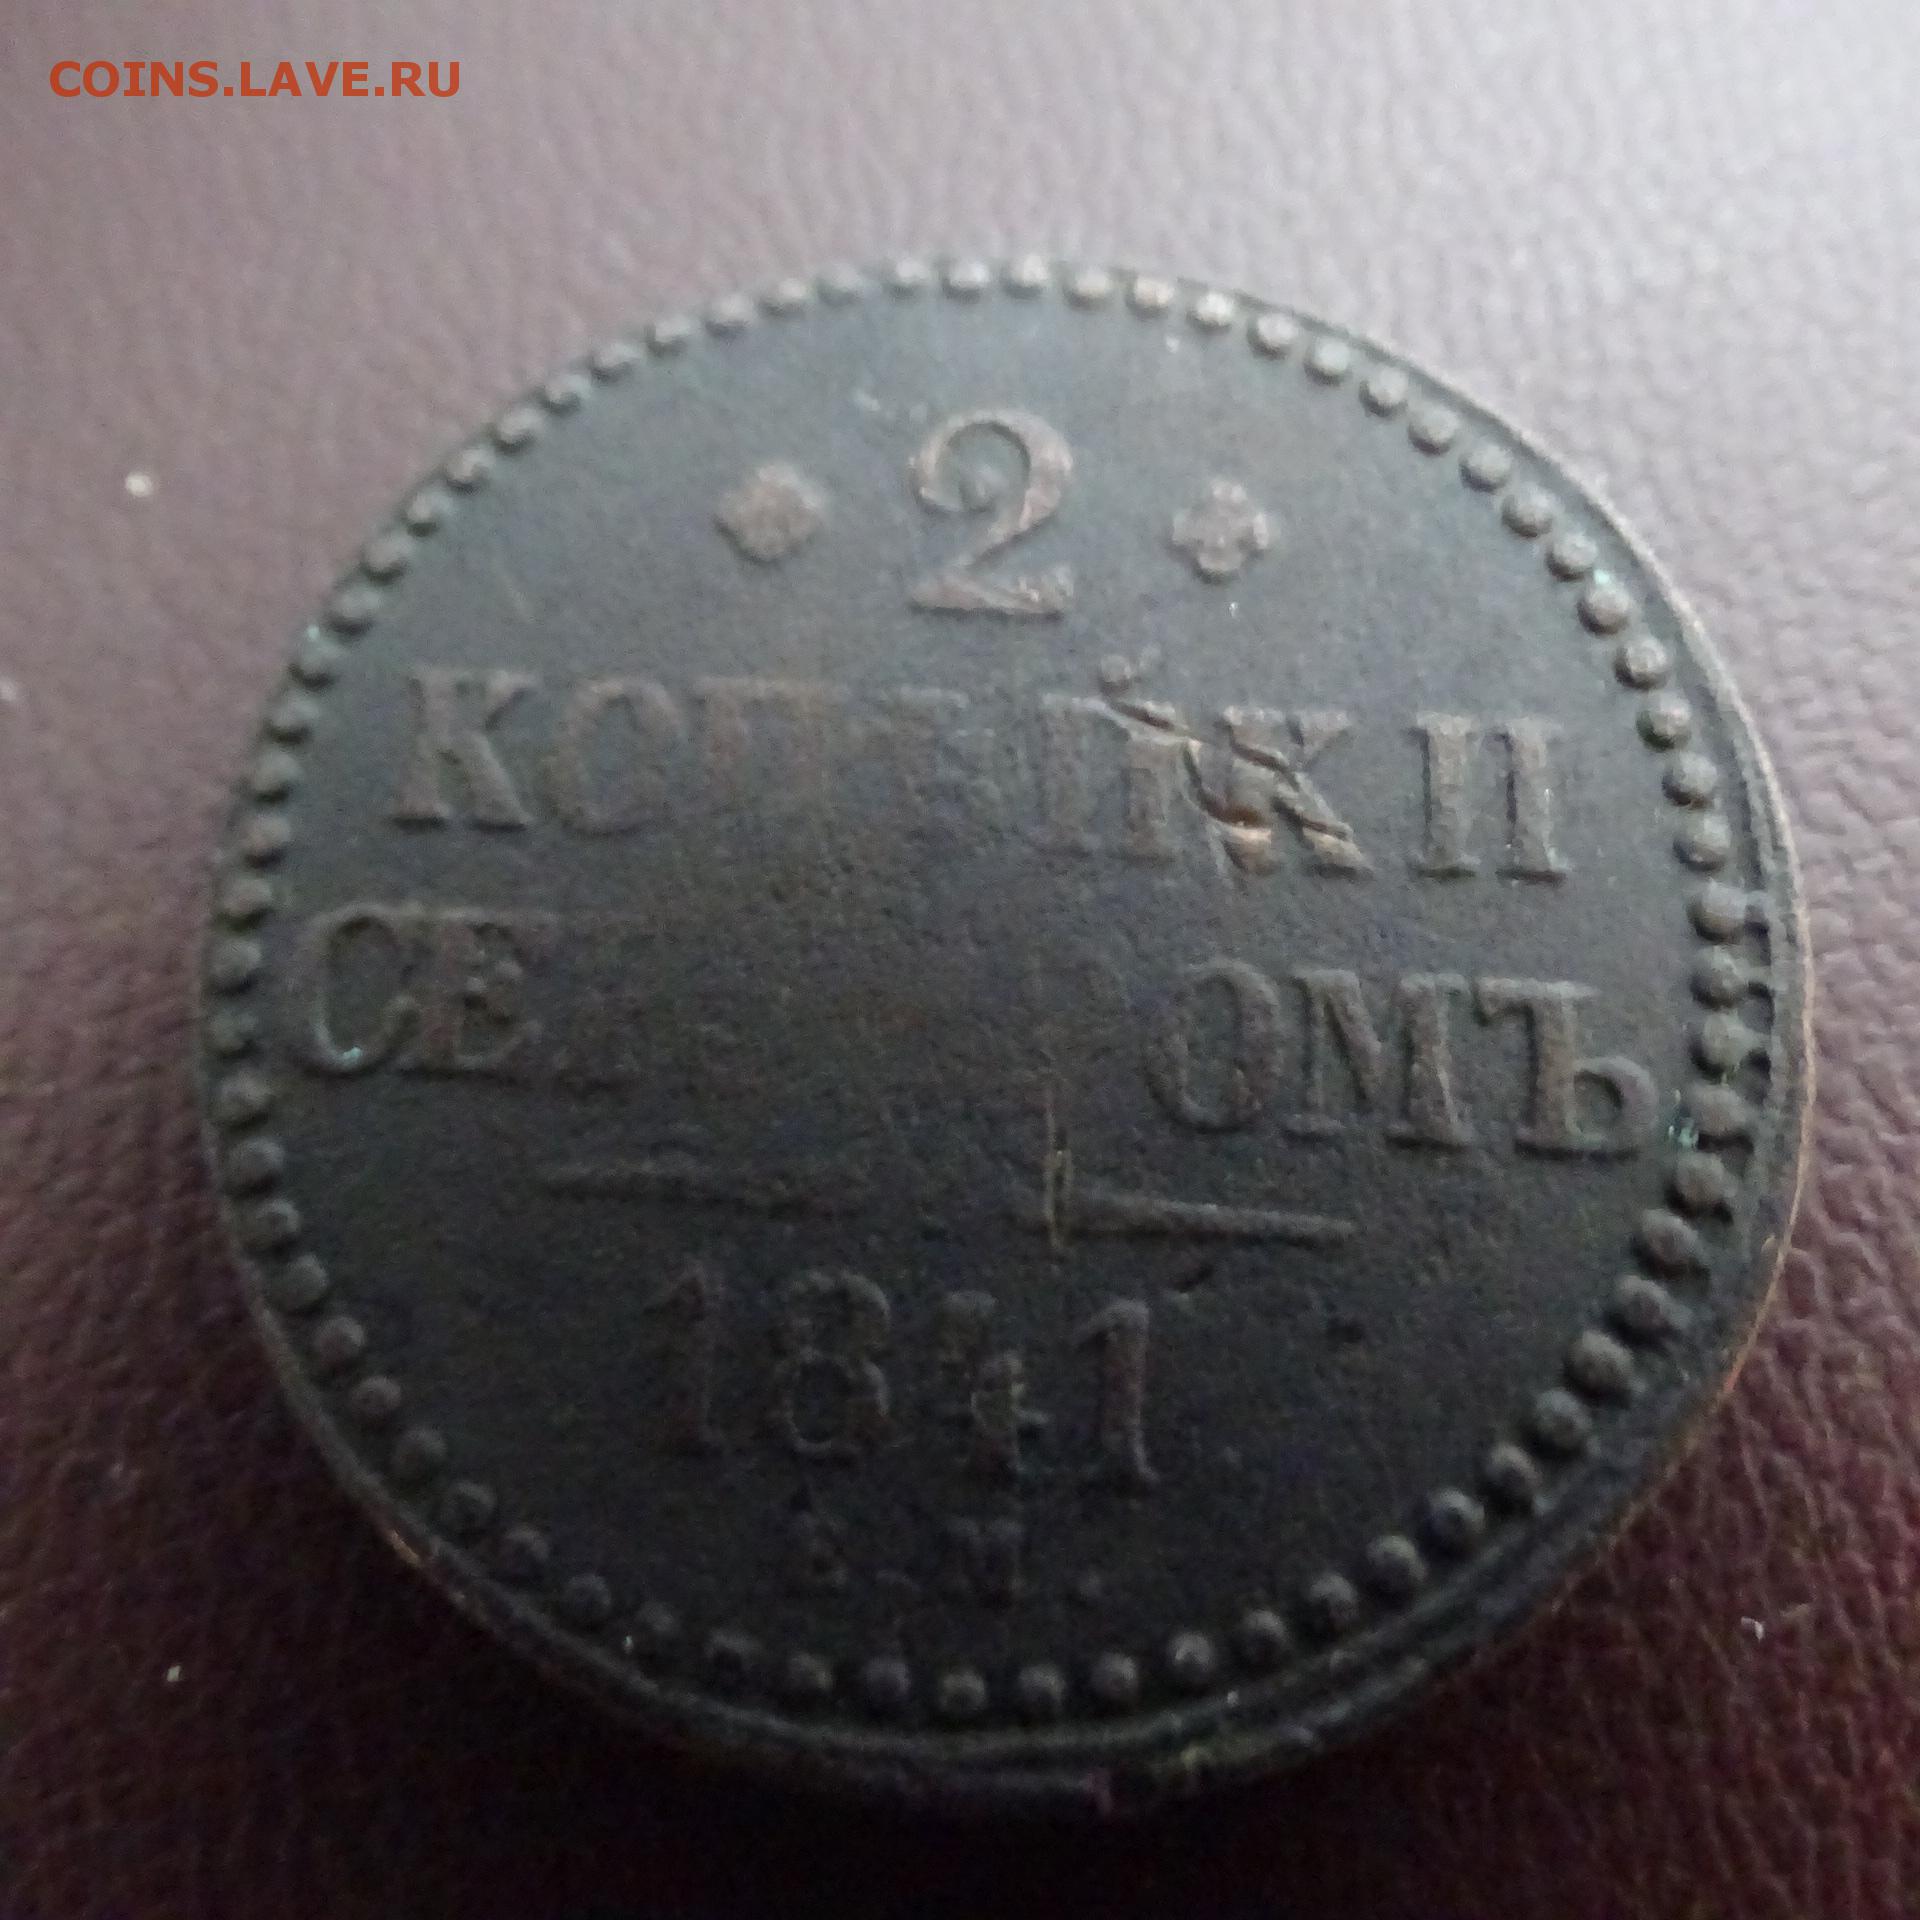 COINS.LAVE.RU
2
КОПѢЙКИ
СЕ ОМЪ
1841